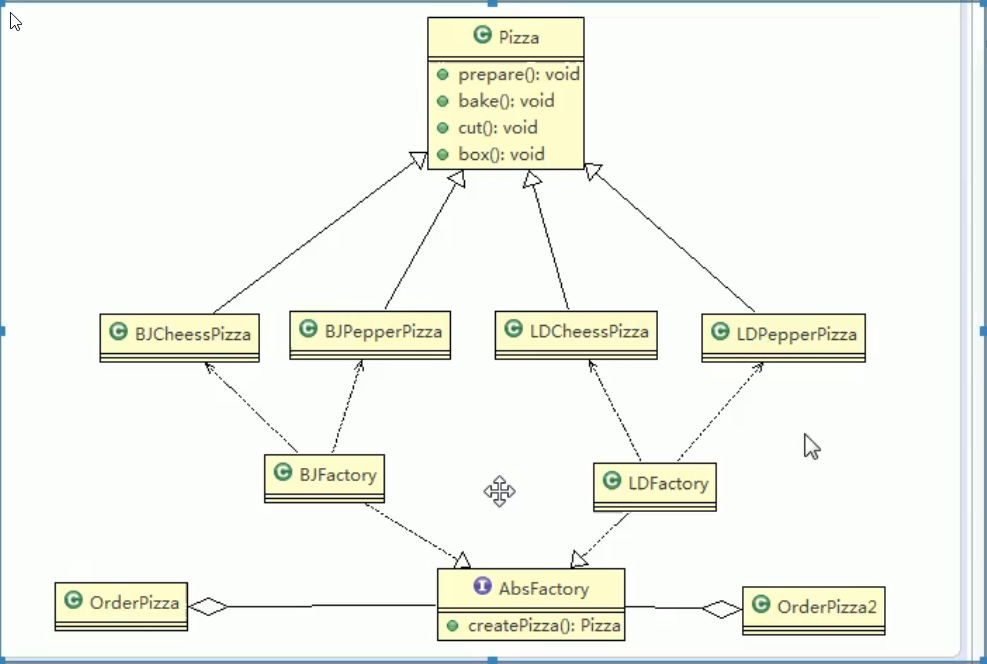 Pizza
prepare(): void
bake(): void
cut(): void
box(): void
BJCheessPizza
BJPepperPizza
LDCheessPizza
LDPepperPizza
BJFactory
LDFactory
OrderPizza
AbsFactory
createPizza(): Pizza
OrderPizza2